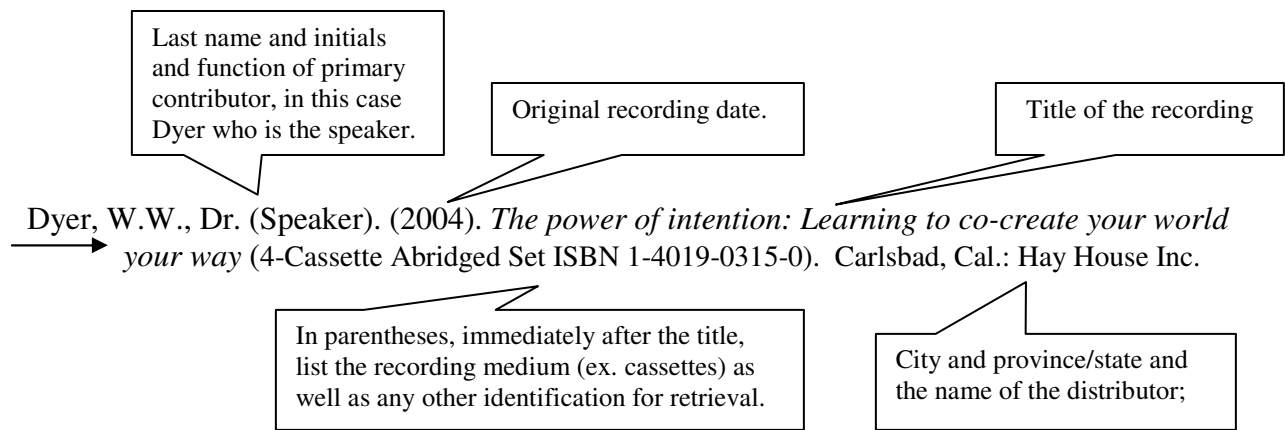 Last name and initials
and function of primary
contributor, in this case
Dyer who is the speaker.
Original recording date.
Title of the recording
Dyer, W.W., Dr. (Speaker). (2004). The power of intention: Learning to co-create your world
your way (4-Cassette Abridged Set ISBN 1-4019-0315-0). Carlsbad, Cal.: Hay House Inc.
In parentheses, immediately after the title,
list the recording medium (ex. cassettes) as
well as any other identification for retrieval.
City and province/state and
the name of the distributor;